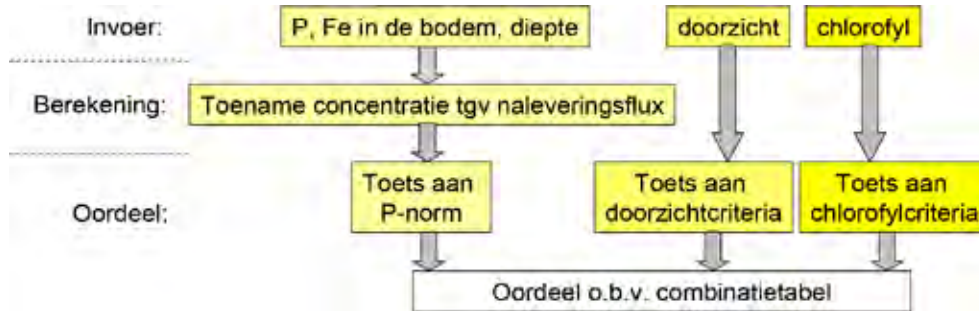 Invoer:
P, Fe in de bodem, diepte
doorzicht
chlorofyl
Berekening:
Toename concentratie tgv naleveringsflux
Oordeel:
Toets aan
P-norm
Toets aan
doorzichtcriteria
Toets aan
chlorofylcriteria
Oordeel o.b.v. combinatietabel